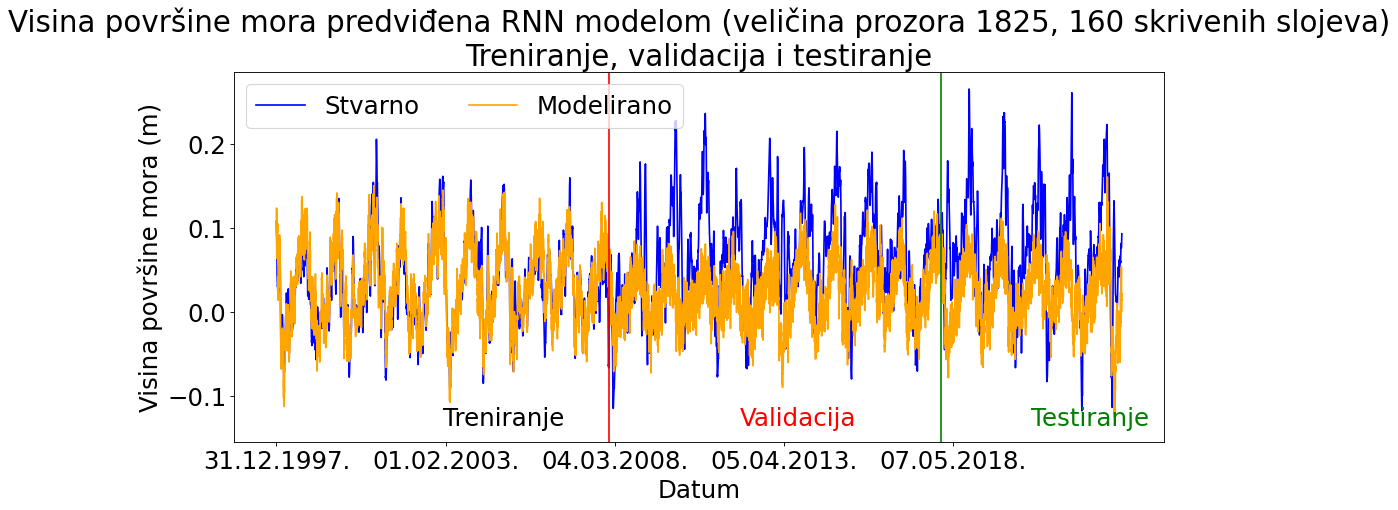 Visina površine mora predviđena RNN modelom (veličina prozora 1825, 160 skrivenih slojeva)
Treniranje, validacija i testiranje
Stvarno
Modelirano
Visina površine mora (m)
0.2
0.1
0.0
−0.1
Treniranje
Validacija
Testiranje
31.12.1997.
01.02.2003.
04.03.2008.
05.04.2013.
07.05.2018.
Datum